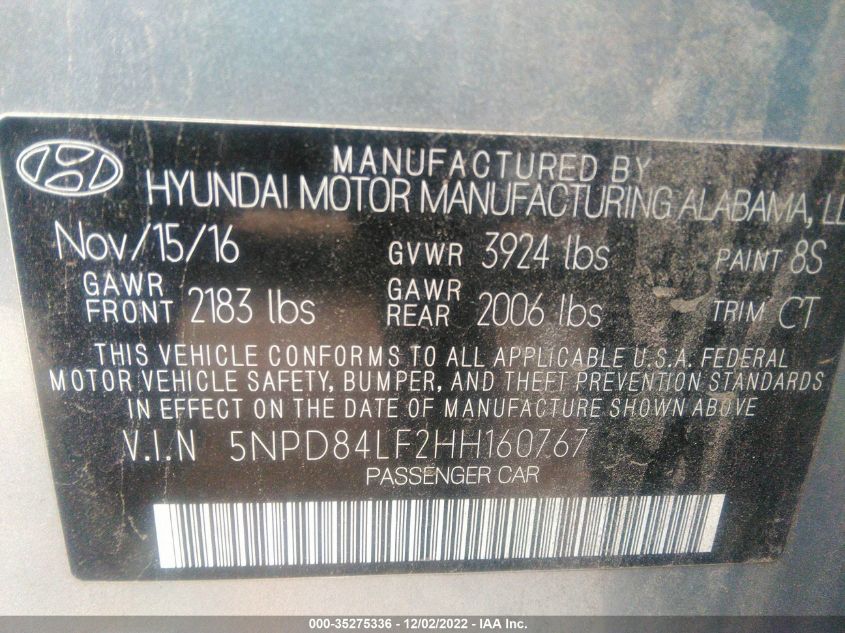 MANUFACTURED BY
HYUNDAI MOTOR MANUFACTURING ALABAMA,
Nov/15/16 GVWR 3924 lbs PAINT 8S
GAWR FRONT 2183 lbs GAWR REAR 2006 lbs TRIM CT
THIS VEHICLE CONFORMS TO ALL APPLICABLE U.S.A. FEDERAL
MOTOR VEHICLE SAFETY, BUMPER, AND THEFT PREVENTION STANDARDS
IN EFFECT ON THE DATE OF MANUFACTURE SHOWN ABOVE
V.I.N 5NPD84LF2HH160767
PASSENGER CAR
000-35275336 - 12/02/2022 - IAA Inc.